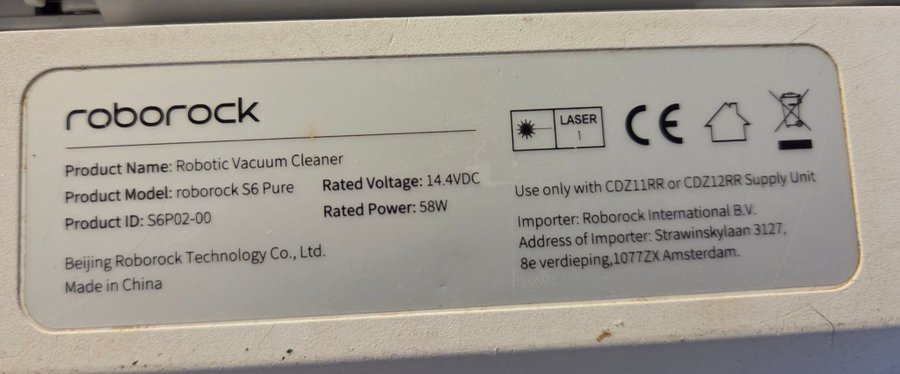 roborock
Product Name: Robotic Vacuum Cleaner
Product Model: roborock S6 Pure
Product ID: S6P02-00
Rated Voltage: 14.4VDC
Rated Power: 58W
Beijing Roborock Technology Co., Ltd.
Made in China
LASER
1
CE
Use only with CDZ11RR or CDZ12RR Supply Unit
Importer: Roborock International B.V.
Address of Importer: Strawinskylaan 3127,
8e verdieping,1077ZX Amsterdam.